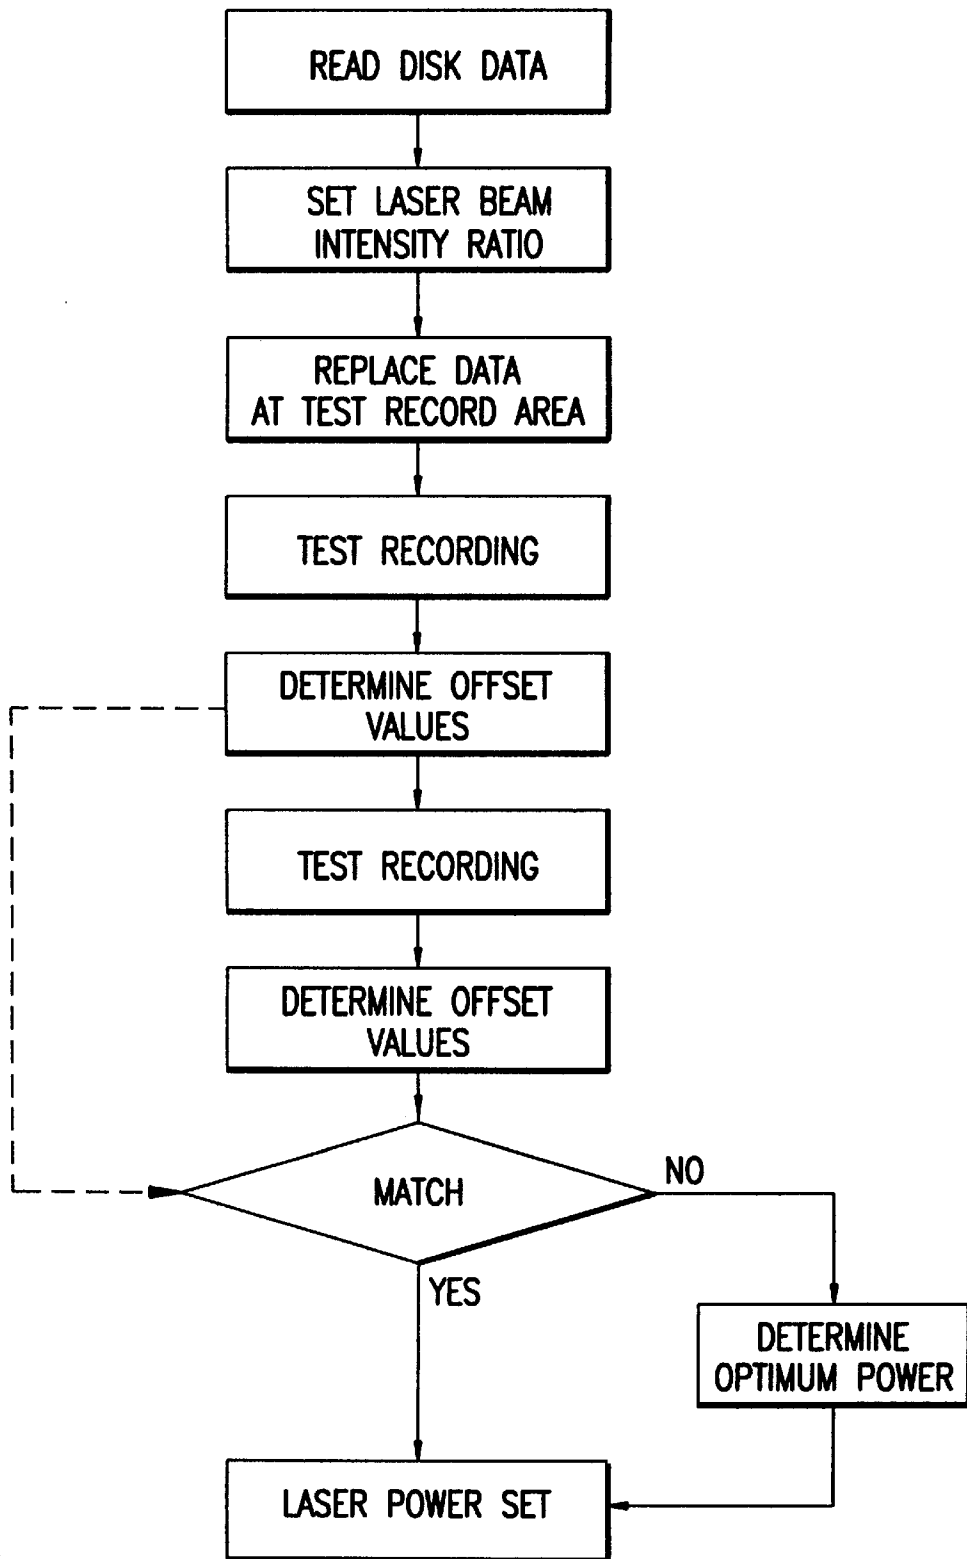 READ DISK DATA
SET LASER BEAM
INTENSITY RATIO
REPLACE DATA
AT TEST RECORD AREA
TEST RECORDING
DETERMINE OFFSET
VALUES
TEST RECORDING
DETERMINE OFFSET
VALUES
MATCH
NO
YES
DETERMINE
OPTIMUM POWER
LASER POWER SET